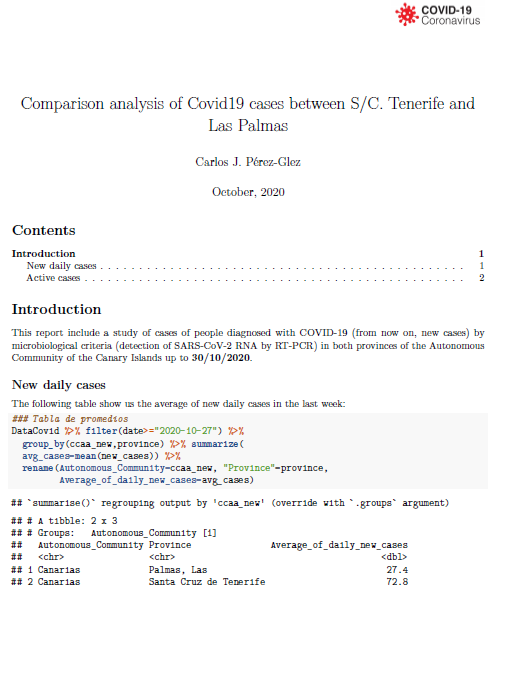 COVID-19
Coronavirus
Comparison analysis of Covid19 cases between S/C. Tenerife and
Las Palmas
Carlos J. Pérez-Glez
October, 2020
Contents
Introduction 1
New daily cases . . . . . . . . . . . . . . . . . . . . . . . . . . . . . . . . . . . . . . . . . . 1
Active cases . . . . . . . . . . . . . . . . . . . . . . . . . . . . . . . . . . . . . . . . . . . . 2
Introduction
This report include a study of cases of people diagnosed with COVID-19 (from now on, new cases) by
microbiological criteria (detection of SARS-CoV-2 RNA by RT-PCR) in both provinces of the Autonomous
Community of the Canary Islands up to 30/10/2020.
New daily cases
The following table show us the average of new daily cases in the last week:
### Tabla de promedios
DataCovid %>% filter(date>="2020-10-27") %>%
group_by(ccaa_new,province) %>% summarize(
avg_cases=mean(new_cases)) %>%
rename(Autonomous_Community=ccaa_new, "Province"=province,
Average_of_daily_new_cases=avg_cases)
## `summarise()` regrouping output by 'ccaa_new' (override with `.groups` argument)
## # A tibble: 2 x 3
## # Groups: Autonomous_Community [1]
## Autonomous_Community Province Average_of_daily_new_cases
## <chr> <chr> <dbl>
## 1 Canarias Palmas, Las 27.4
## 2 Canarias Santa Cruz de Tenerife 72.8